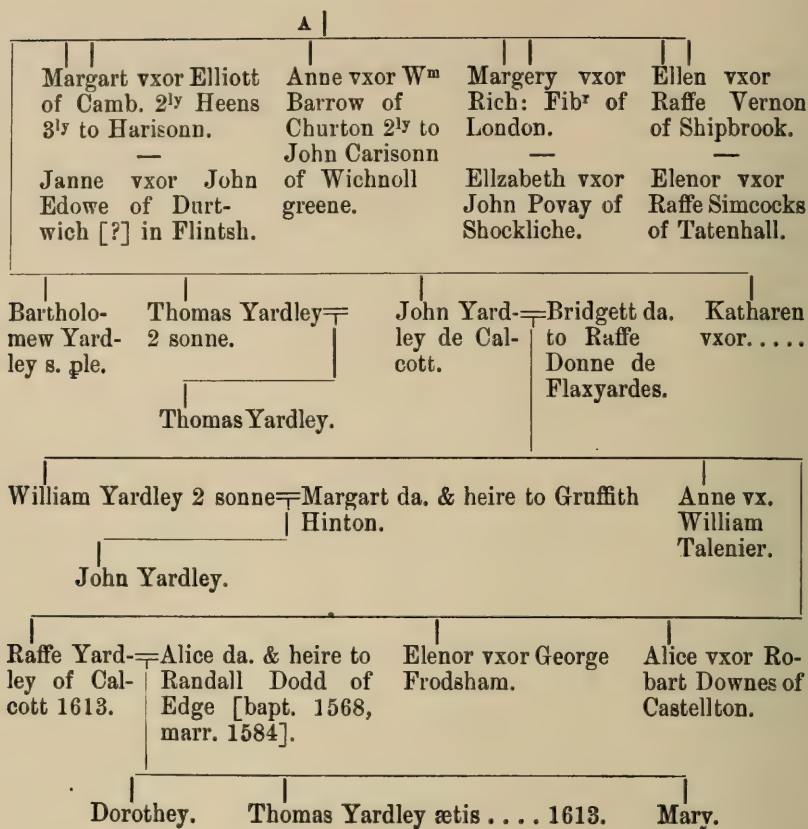 A
Margart vxor Elliott
of Camb. 2ly Heens
3ly to Harisonn.
—
Janne vxor John
Edowe of Durt-
wich [?] in Flintsh.
Anne vxor Wm
Barrow of
Churton 2ly to
John Carisonn
of Wichnoll
greene.
Margery vxor
Rich: Fibr of
London.
—
Ellzabeth vxor
John Povay of
Shockliche.
Ellen vxor
Raffe Vernon
of Shipbrook.
—
Elenor vxor
Raffe Simcocks
of Tatenhall.
Bartholo-
mew Yard-
ley s. ꝑle.
Thomas Yardley
2 sonne.
Thomas Yardley.
John Yard-
ley de Cal-
cott.
Bridgett da.
to Raffe
Donne de
Flaxyardes.
Katharen
vxor.....
William Yardley 2 sonne
Margart da. & heire to Gruffith
Hinton.
John Yardley.
Anne vx.
William
Talenier.
Raffe Yard-
ley of Cal-
cott 1613.
Alice da. & heire to
Randall Dodd of
Edge [bapt. 1568,
marr. 1584].
Elenor vxor George
Frodsham.
Alice vxor Ro-
bart Downes of
Castellton.
Dorothey. Thomas Yardley ætis .... 1613. Mary.